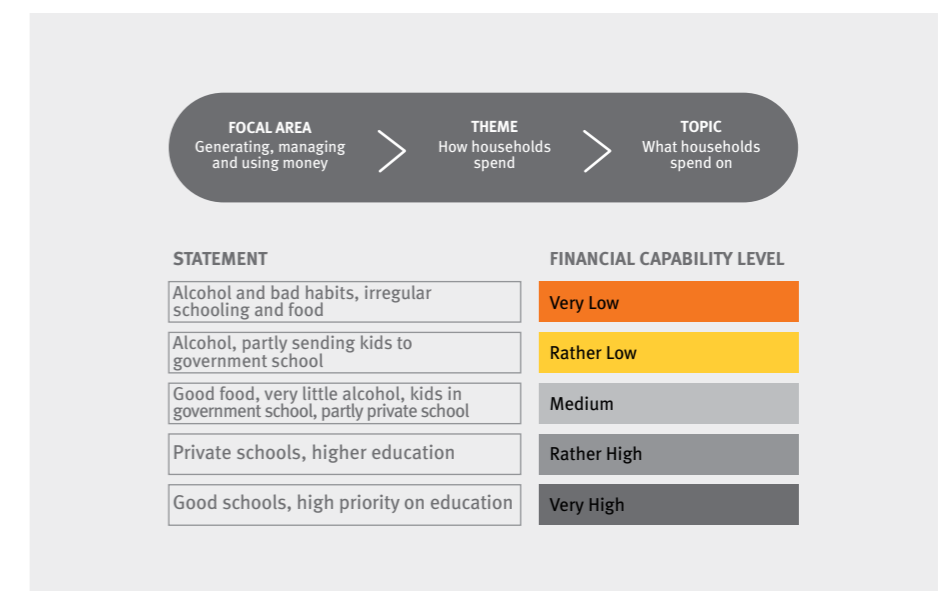 FOCAL AREA
Generating, managing
and using money
THEME
How households
spend
TOPIC
What households
spend on
STATEMENT
FINANCIAL CAPABILITY LEVEL
Alcohol and bad habits, irregular
schooling and food
Very Low
Alcohol, partly sending kids to
government school
Rather Low
Good food, very little alcohol, kids in
government school, partly private school
Medium
Private schools, higher education
Rather High
Good schools, high priority on education
Very High